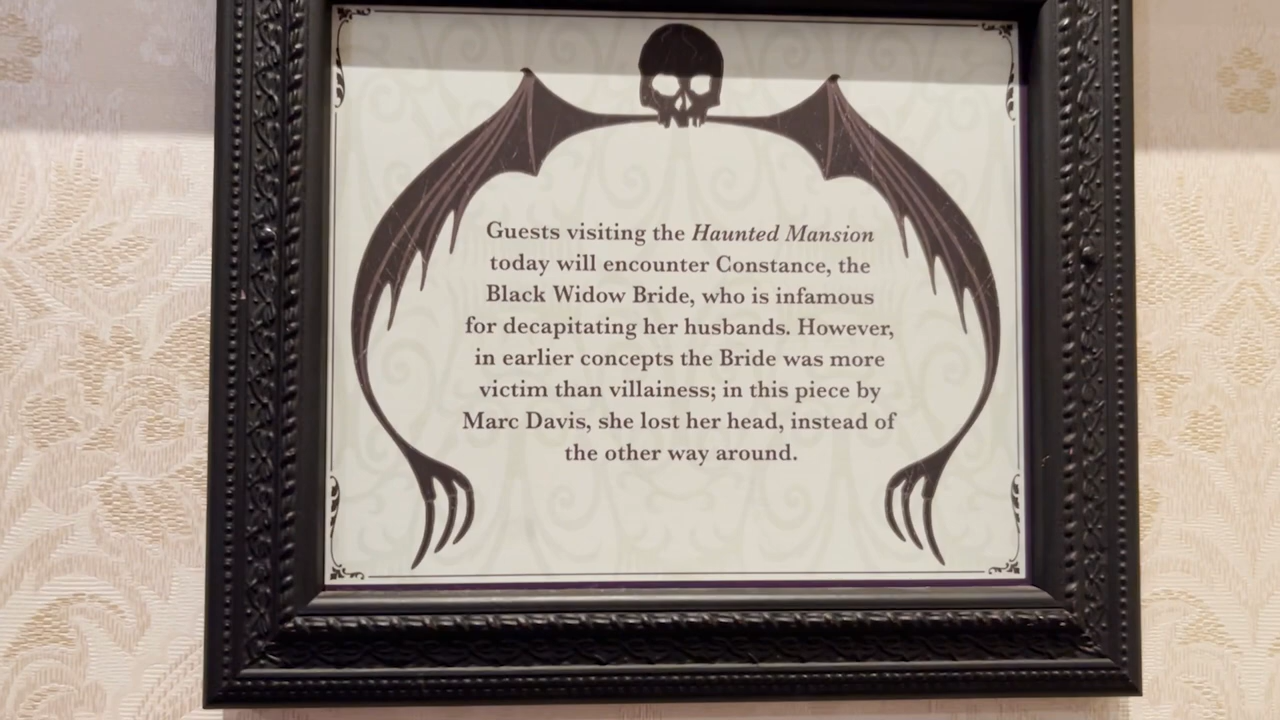 Guests visiting the Haunted Mansion
today will encounter Constance, the
Black Widow Bride, who is infamous
for decapitating her husbands. However,
in earlier concepts the Bride was more
victim than villainess; in this piece by
Marc Davis, she lost her head, instead of
the other way around.